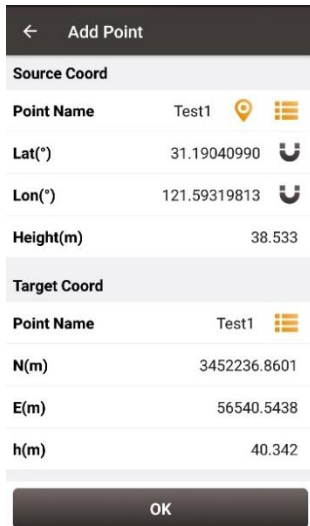 Add Point
Source Coord
Point Name Test1
Lat(°) 31.19040990
Lon(°) 121.59319813
Height(m) 38.533
Target Coord
Point Name Test1
N(m) 3452236.8601
E(m) 56540.5438
h(m) 40.342
OK